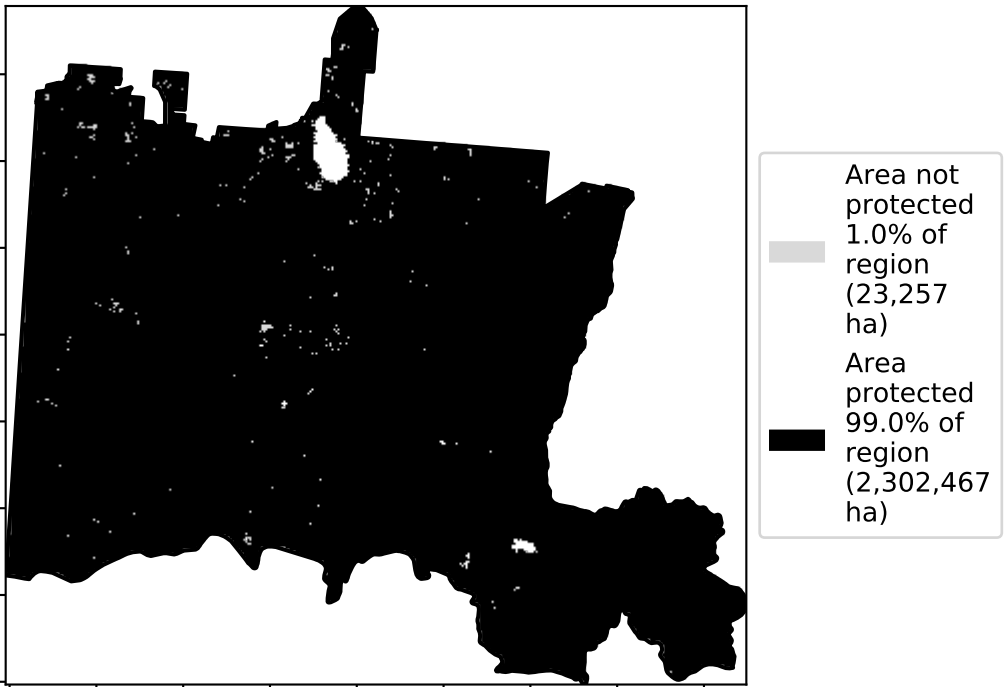 Area not
protected
1.0% of
region
(23,257
ha)
Area
protected
99.0% of
region
(2,302,467
ha)